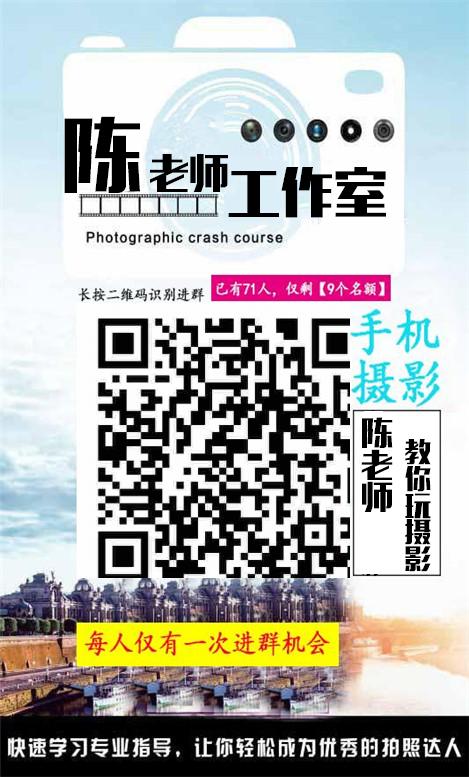 陈老师工作室
Photographic crash course
长按二维码识别进群
已有71人，仅剩【9个名额】
手机
摄影
陈老师
教你玩摄影
每人仅有一次进群机会
快速学习专业指导，让你轻松成为优秀的拍照达人